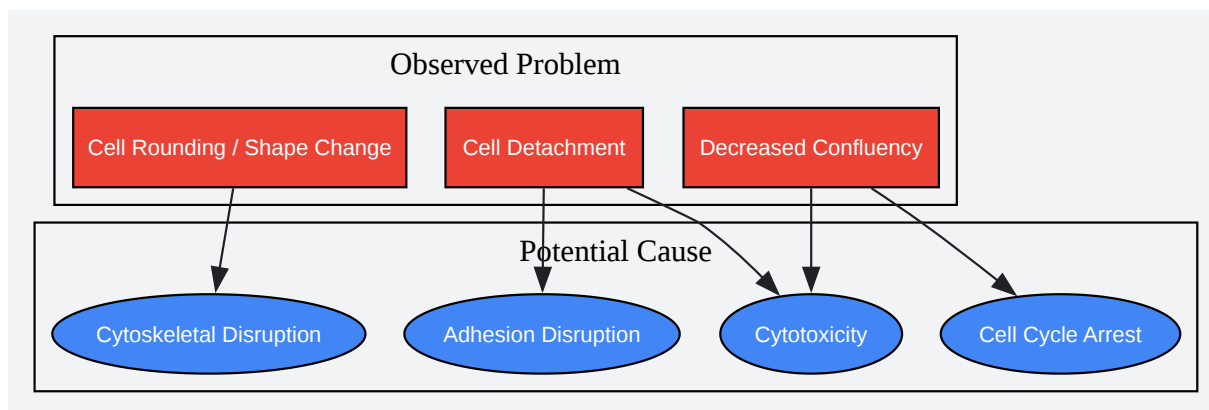 Observed Problem
Cell Rounding / Shape Change
Cell Detachment
Decreased Confluency
Potential Cause
Cytoskeletal Disruption
Adhesion Disruption
Cytotoxicity
Cell Cycle Arrest